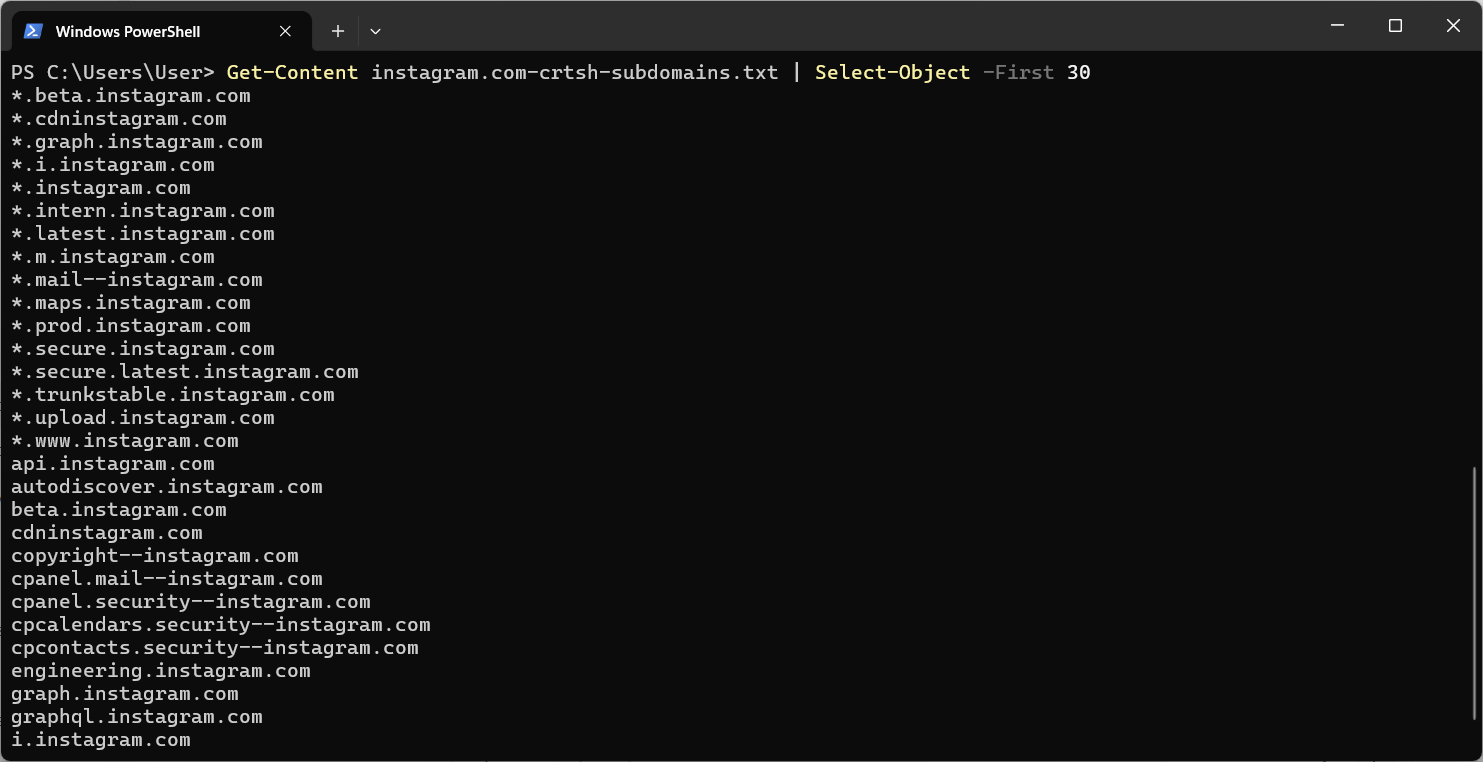 Windows PowerShell
PS C:\Users\User> Get-Content instagram.com-crtsh-subdomains.txt | Select-Object -First 30
*.beta.instagram.com
*.cdninstagram.com
*.graph.instagram.com
*.i.instagram.com
*.instagram.com
*.intern.instagram.com
*.latest.instagram.com
*.m.instagram.com
*.mail--instagram.com
*.maps.instagram.com
*.prod.instagram.com
*.secure.instagram.com
*.secure.latest.instagram.com
*.trunkstable.instagram.com
*.upload.instagram.com
*.www.instagram.com
api.instagram.com
autodiscover.instagram.com
beta.instagram.com
cdninstagram.com
copyright--instagram.com
cpanel.mail--instagram.com
cpanel.security--instagram.com
cpcalendars.security--instagram.com
cpcontacts.security--instagram.com
engineering.instagram.com
graph.instagram.com
graphql.instagram.com
i.instagram.com